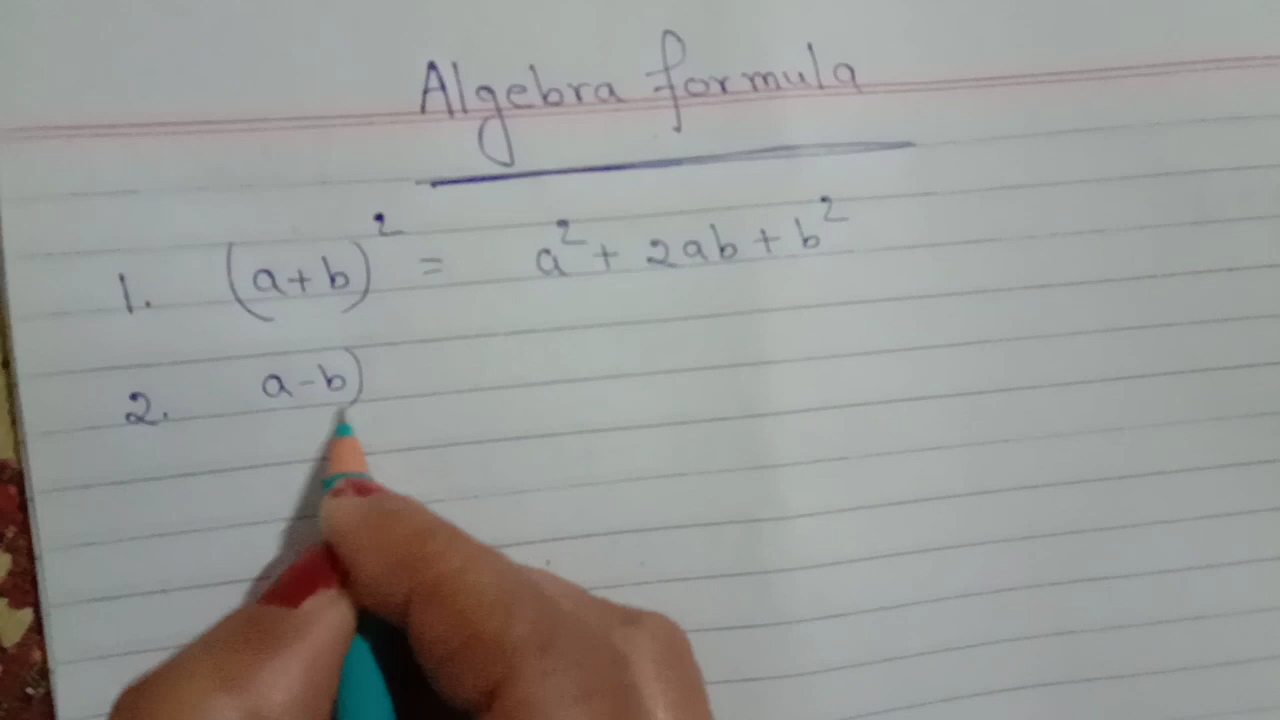 Algebra formula
1. (a+b)² = a² + 2ab + b²
2. a-b)